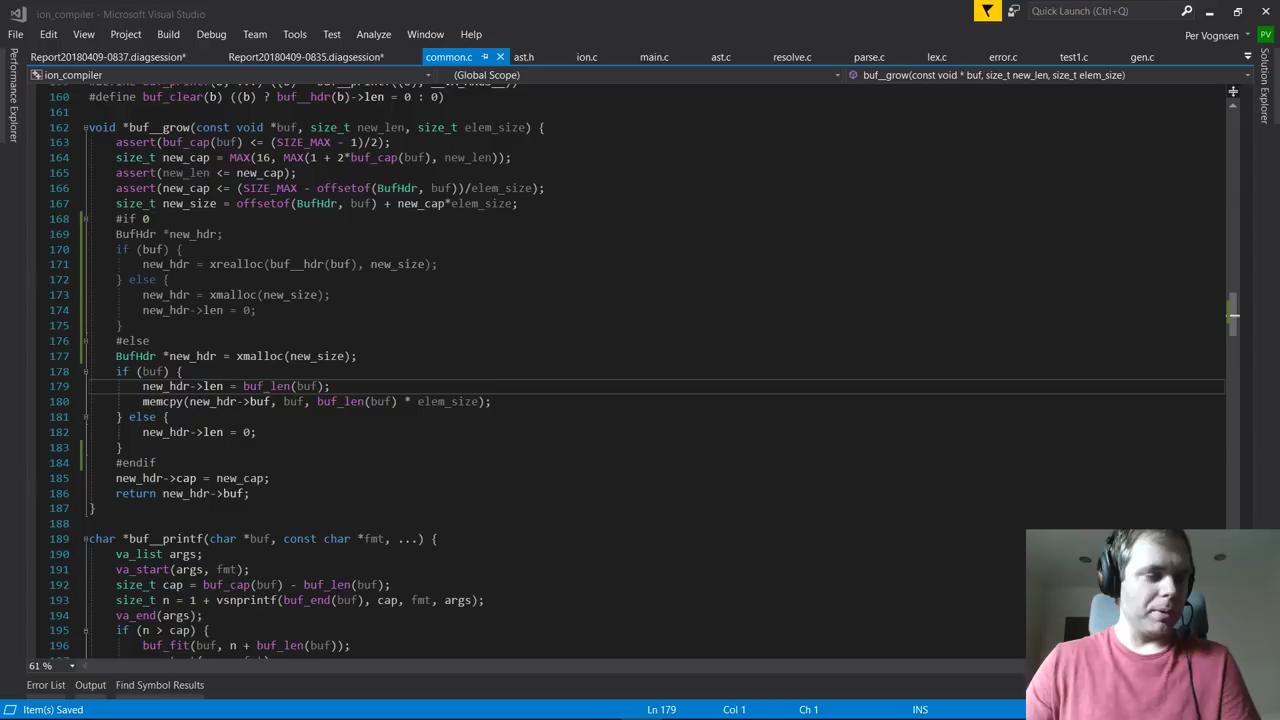 ion_compiler - Microsoft Visual Studio
Quick Launch (Ctrl+Q)
File Edit View Project Build Debug Team Tools Test Analyze Window Help
Per Vognsen PV
Report20180409-0837.diagsession* Report20180409-0835.diagsession* common.c ast.h ion.c main.c ast.c resolve.c parse.c lex.c error.c test1.c gen.c
ion_compiler (Global Scope) buf__grow(const void * buf, size_t new_len, size_t elem_size)
Performance Explorer
Solution Explorer
160 #define buf_clear(b) ((b) ? buf__hdr(b)->len = 0 : 0)
161
162 void *buf__grow(const void *buf, size_t new_len, size_t elem_size) {
163 assert(buf_cap(buf) <= (SIZE_MAX - 1)/2);
164 size_t new_cap = MAX(16, MAX(1 + 2*buf_cap(buf), new_len));
165 assert(new_len <= new_cap);
166 assert(new_cap <= (SIZE_MAX - offsetof(BufHdr, buf))/elem_size);
167 size_t new_size = offsetof(BufHdr, buf) + new_cap*elem_size;
168 #if 0
169 BufHdr *new_hdr;
170 if (buf) {
171 new_hdr = xrealloc(buf__hdr(buf), new_size);
172 } else {
173 new_hdr = xmalloc(new_size);
174 new_hdr->len = 0;
175 }
176 #else
177 BufHdr *new_hdr = xmalloc(new_size);
178 if (buf) {
179 new_hdr->len = buf_len(buf);
180 memcpy(new_hdr->buf, buf, buf_len(buf) * elem_size);
181 } else {
182 new_hdr->len = 0;
183 }
184 #endif
185 new_hdr->cap = new_cap;
186 return new_hdr->buf;
187 }
188
189 char *buf__printf(char *buf, const char *fmt, ...) {
190 va_list args;
191 va_start(args, fmt);
192 size_t cap = buf_cap(buf) - buf_len(buf);
193 size_t n = 1 + vsnprintf(buf_end(buf), cap, fmt, args);
194 va_end(args);
195 if (n > cap) {
196 buf_fit(buf, n + buf_len(buf));
61 %
Error List Output Find Symbol Results
Item(s) Saved Ln 179 Col 1 Ch 1 INS